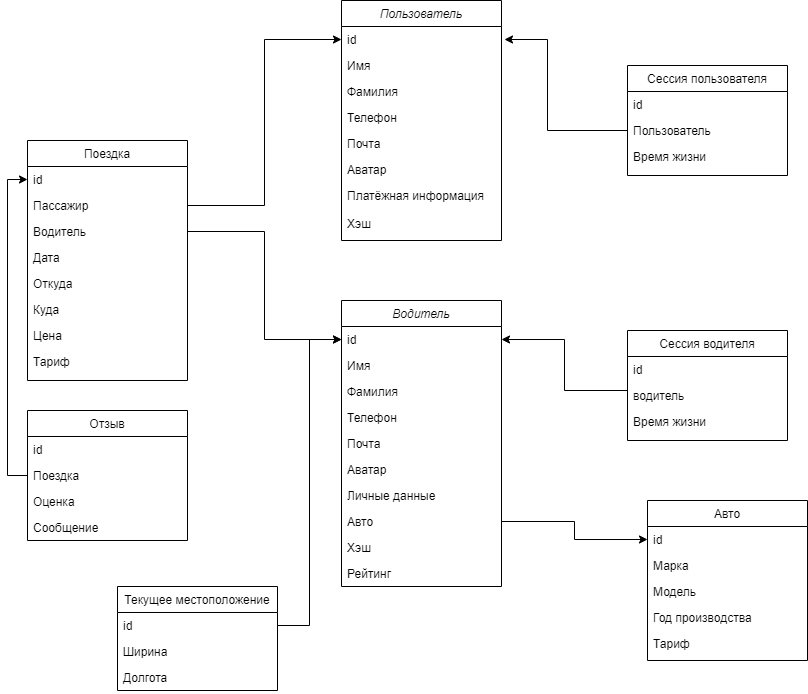 Пользователь
id
Имя
Фамилия
Телефон
Почта
Аватар
Платёжная информация
Хэш
Сессия пользователя
id
Пользователь
Время жизни
Поездка
id
Пассажир
Водитель
Дата
Откуда
Куда
Цена
Тариф
Водитель
id
Имя
Фамилия
Телефон
Почта
Аватар
Личные данные
Авто
Хэш
Рейтинг
Сессия водителя
id
водитель
Время жизни
Отзыв
id
Поездка
Оценка
Сообщение
Авто
id
Марка
Модель
Год производства
Тариф
Текущее местоположение
id
Ширина
Долгота